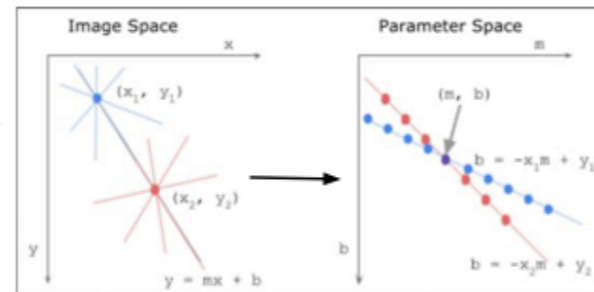 Image Space
x
(x₁, y₁)
(x₂, y₂)
y
y = mx + b
Parameter Space
m
(m, b)
b = -x₁m + y₁
b
b = -x₂m + y₂